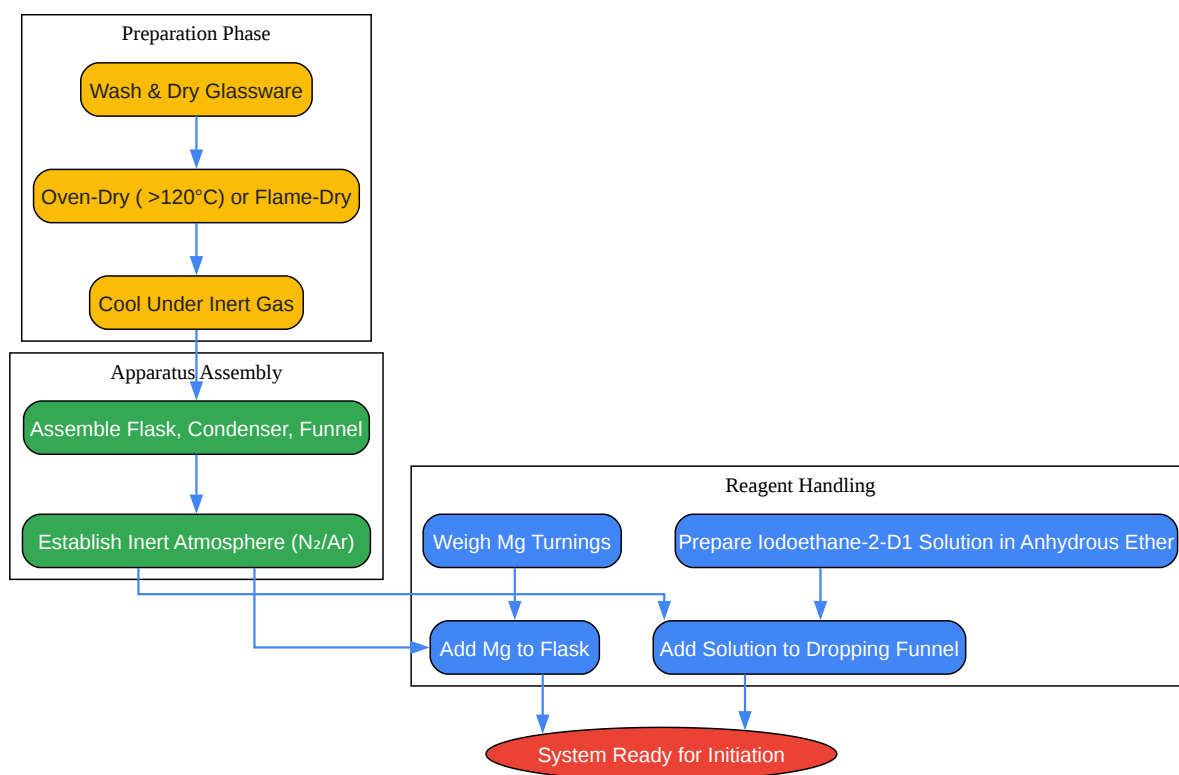 Preparation Phase
Wash & Dry Glassware
Oven-Dry ( >120°C) or Flame-Dry
Cool Under Inert Gas
Apparatus Assembly
Assemble Flask, Condenser, Funnel
Establish Inert Atmosphere (N₂/Ar)
Reagent Handling
Weigh Mg Turnings
Prepare Iodoethane-2-D1 Solution in Anhydrous Ether
Add Mg to Flask
Add Solution to Dropping Funnel
System Ready for Initiation